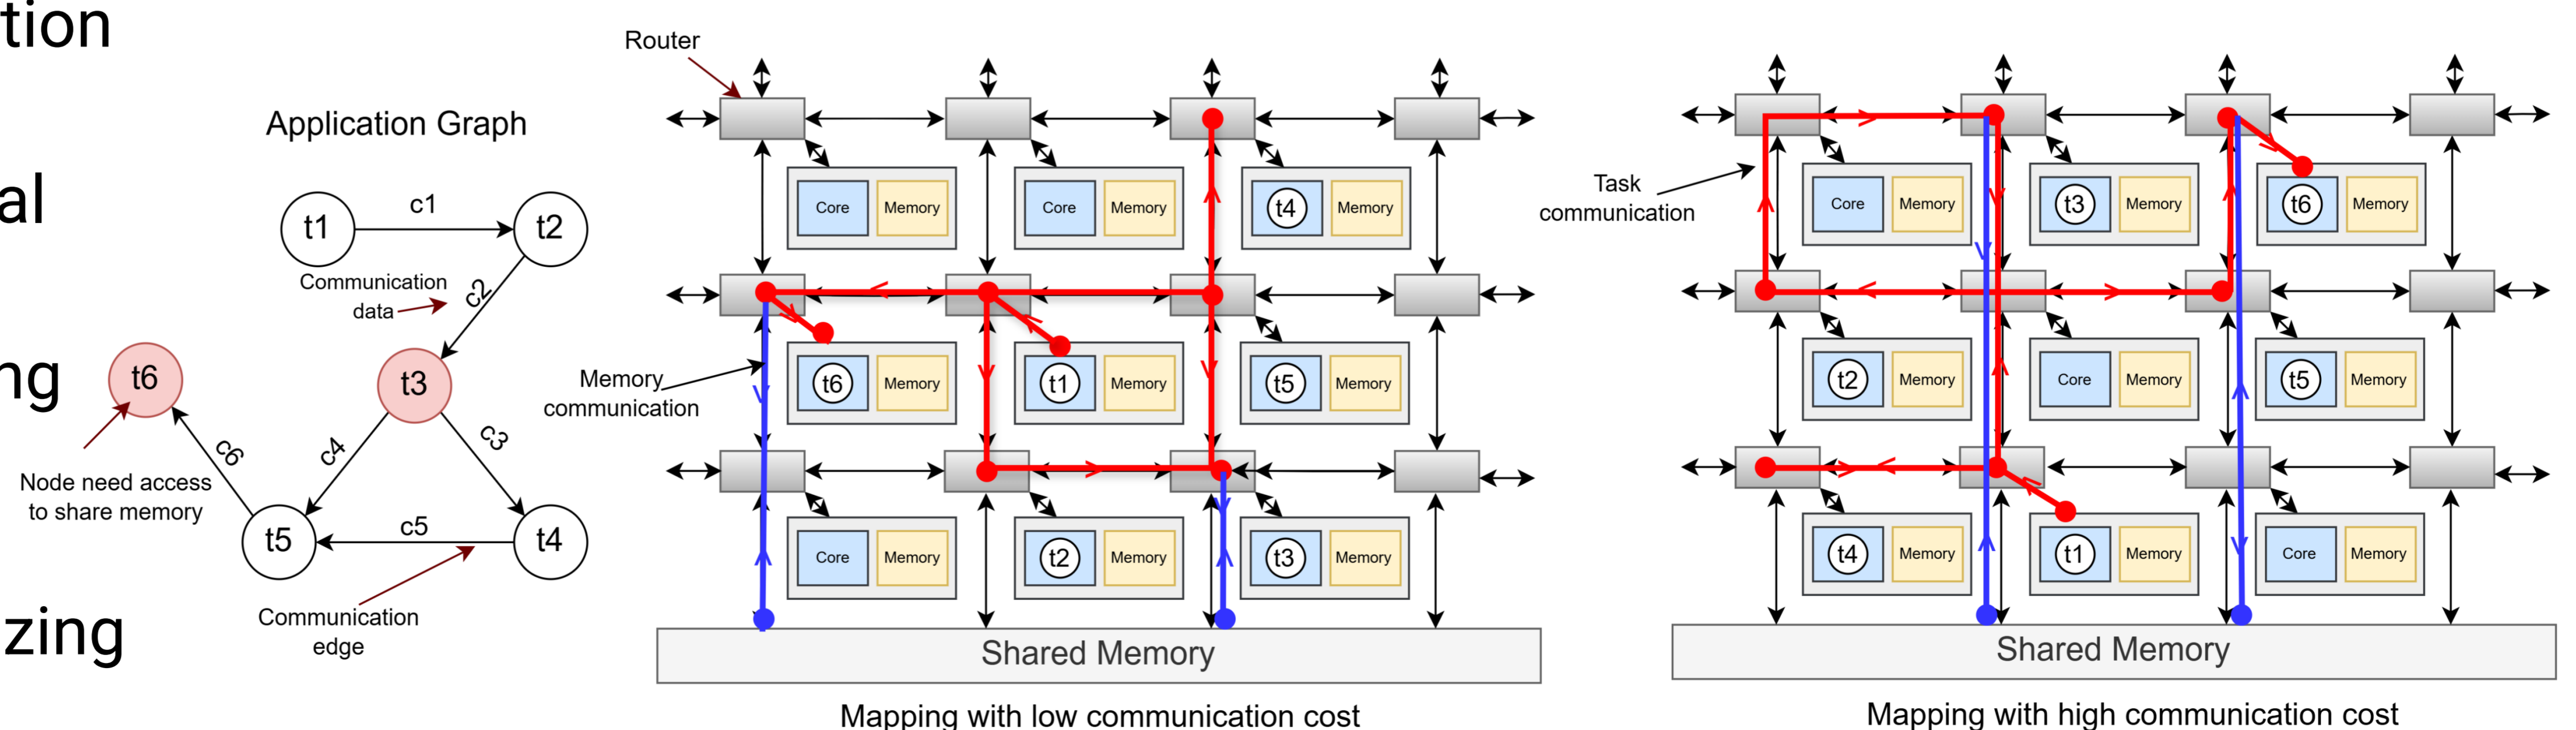 tion
al
ng
zing
Application Graph
t1
c1
t2
Communication
data
c2
t6
t3
c6
c4
c3
Node need access
to share memory
t5
c5
t4
Communication
edge
Router
Core
Memory
Core
Memory
t4
Memory
Memory
communication
t6
Memory
t1
Memory
t5
Memory
Core
Memory
t2
Memory
t3
Memory
Shared Memory
Mapping with low communication cost
Task
communication
Core
Memory
t3
Memory
t6
Memory
t2
Memory
Core
Memory
t5
Memory
t4
Memory
t1
Memory
Core
Memory
Shared Memory
Mapping with high communication cost